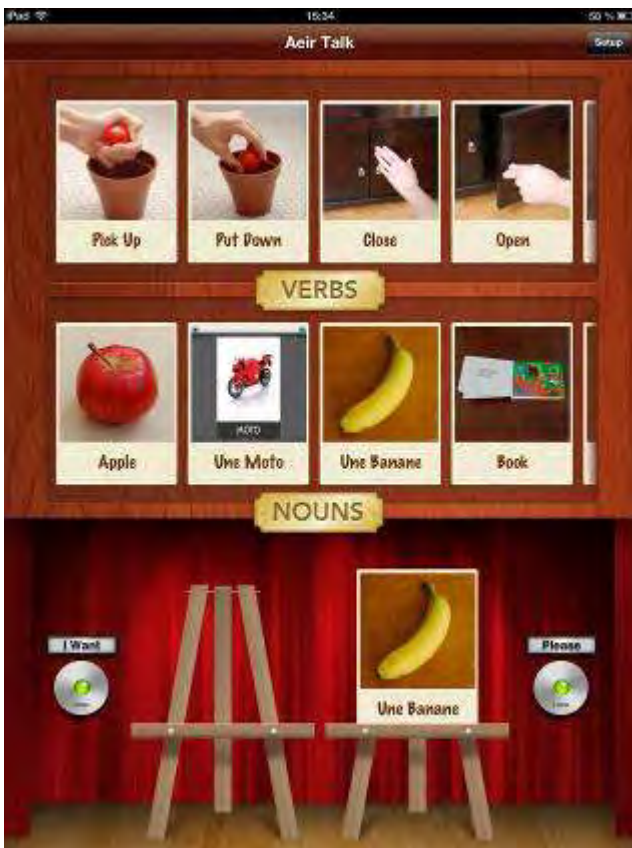 iPad 15:34 50 %
Aeir Talk
Setup
Pick Up
Put Down
Close
Open
VERBS
Apple
MOTO
Une Moto
Une Banane
Book
NOUNS
I Want
Please
Une Banane